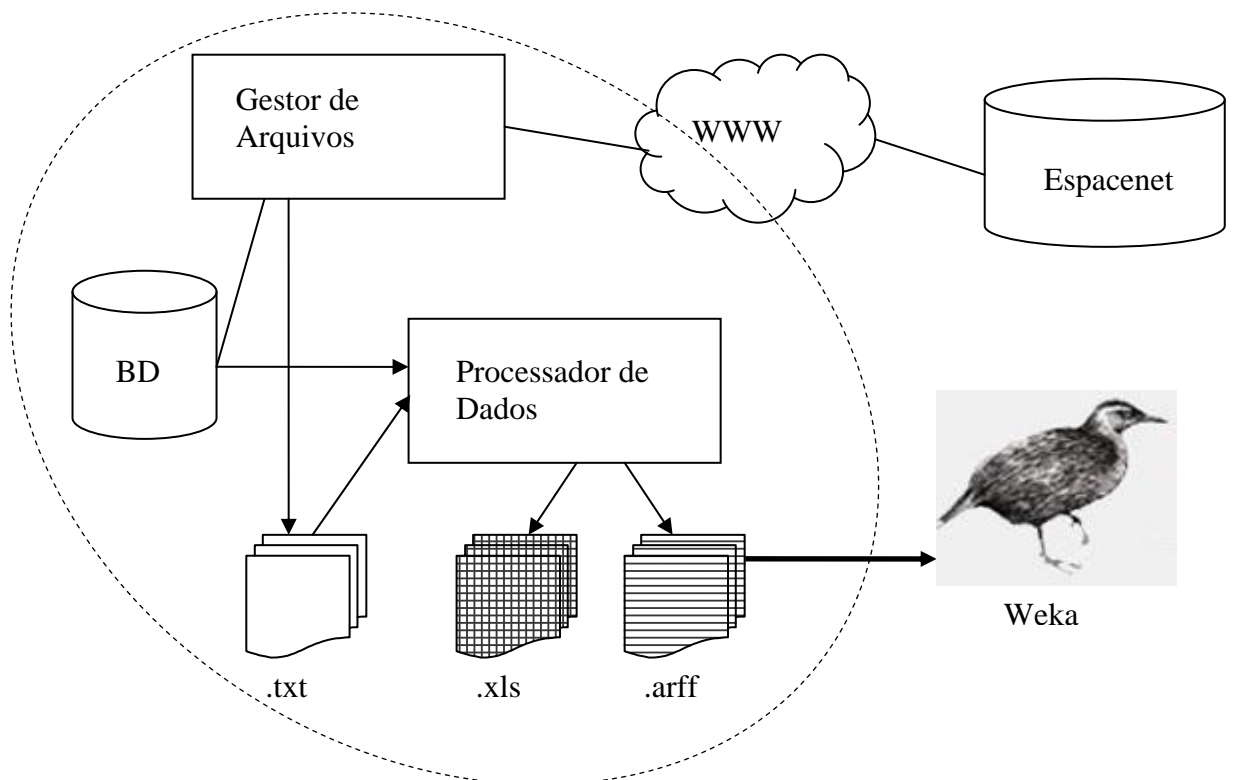 Gestor de
Arquivos
WWW
Espacenet
BD
Processador de
Dados
.txt
.xls
.arff
Weka